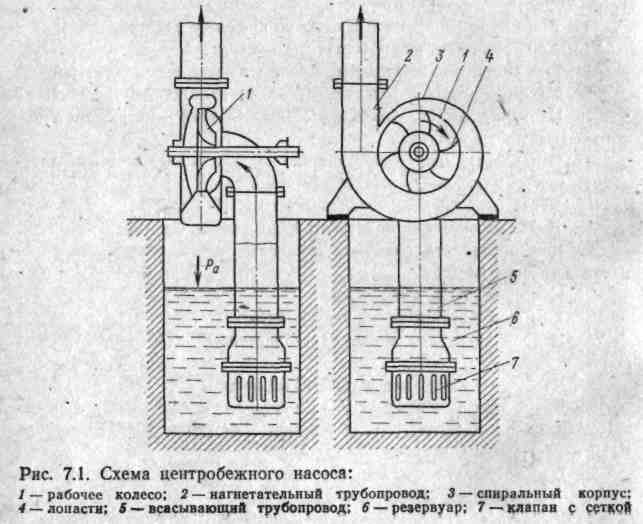 1
2
3
1
4
Pа
5
6
7
Рис. 7.1. Схема центробежного насоса:
1 — рабочее колесо; 2 — нагнетательный трубопровод; 3 — спиральный корпус;
4 — лопасти; 5 — всасывающий трубопровод; 6 — резервуар; 7 — клапан с сеткой